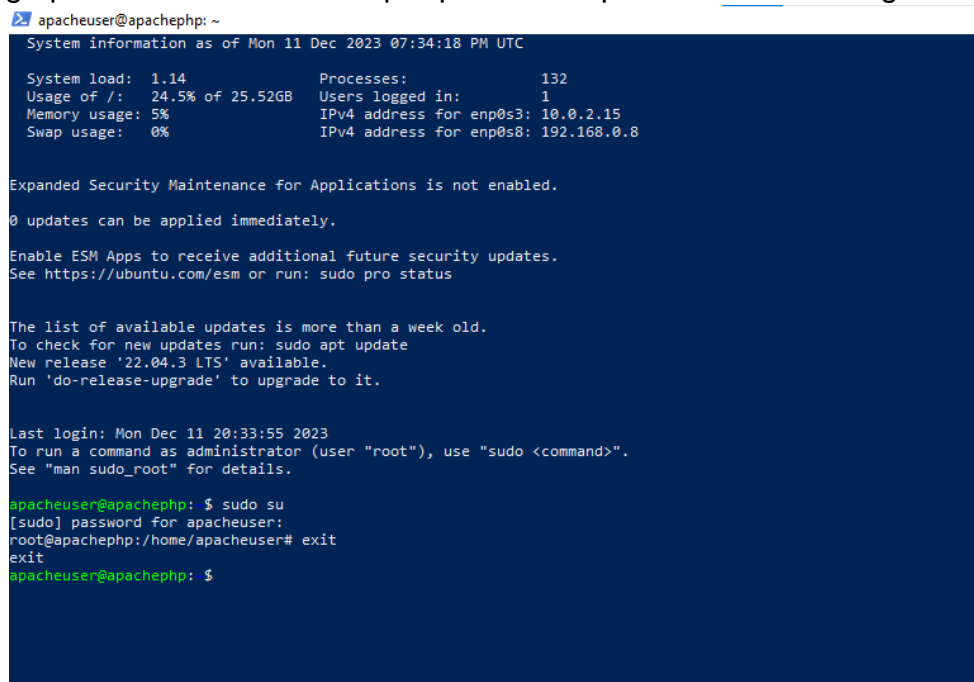 apacheuser@apachephp: ~
System information as of Mon 11 Dec 2023 07:34:18 PM UTC
System load: 1.14 Processes: 132
Usage of /: 24.5% of 25.52GB Users logged in: 1
Memory usage: 5% IPv4 address for enp0s3: 10.0.2.15
Swap usage: 0% IPv4 address for enp0s8: 192.168.0.8
Expanded Security Maintenance for Applications is not enabled.
0 updates can be applied immediately.
Enable ESM Apps to receive additional future security updates.
See https://ubuntu.com/esm or run: sudo pro status
The list of available updates is more than a week old.
To check for new updates run: sudo apt update
New release '22.04.3 LTS' available.
Run 'do-release-upgrade' to upgrade to it.
Last login: Mon Dec 11 20:33:55 2023
To run a command as administrator (user "root"), use "sudo <command>".
See "man sudo_root" for details.
apacheuser@apachephp: $ sudo su
[sudo] password for apacheuser:
root@apachephp:/home/apacheuser# exit
exit
apacheuser@apachephp: $